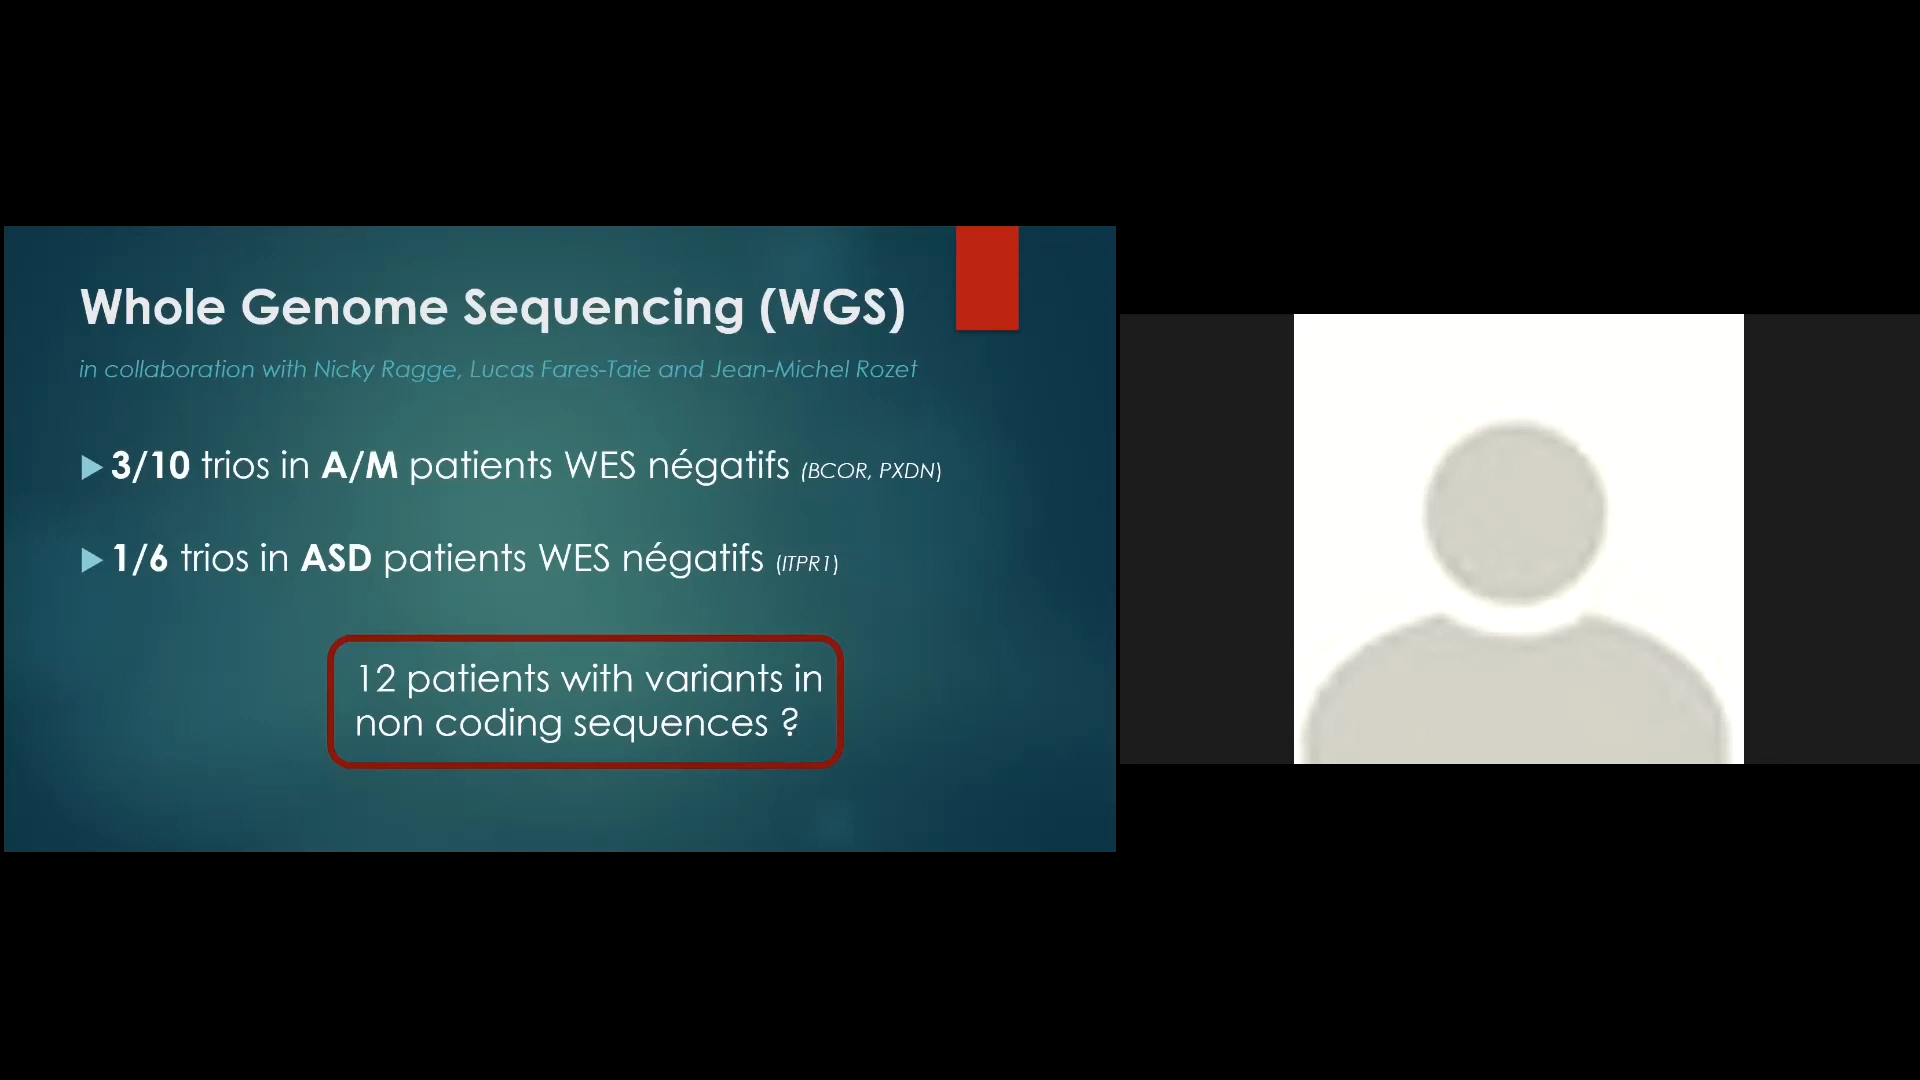 Whole Genome Sequencing (WGS)
in collaboration with Nicky Ragge, Lucas Fares-Taie and Jean-Michel Rozet
3/10 trios in A/M patients WES négatifs (BCOR, PXDN)
1/6 trios in ASD patients WES négatifs (ITPR1)
12 patients with variants in
non coding sequences ?